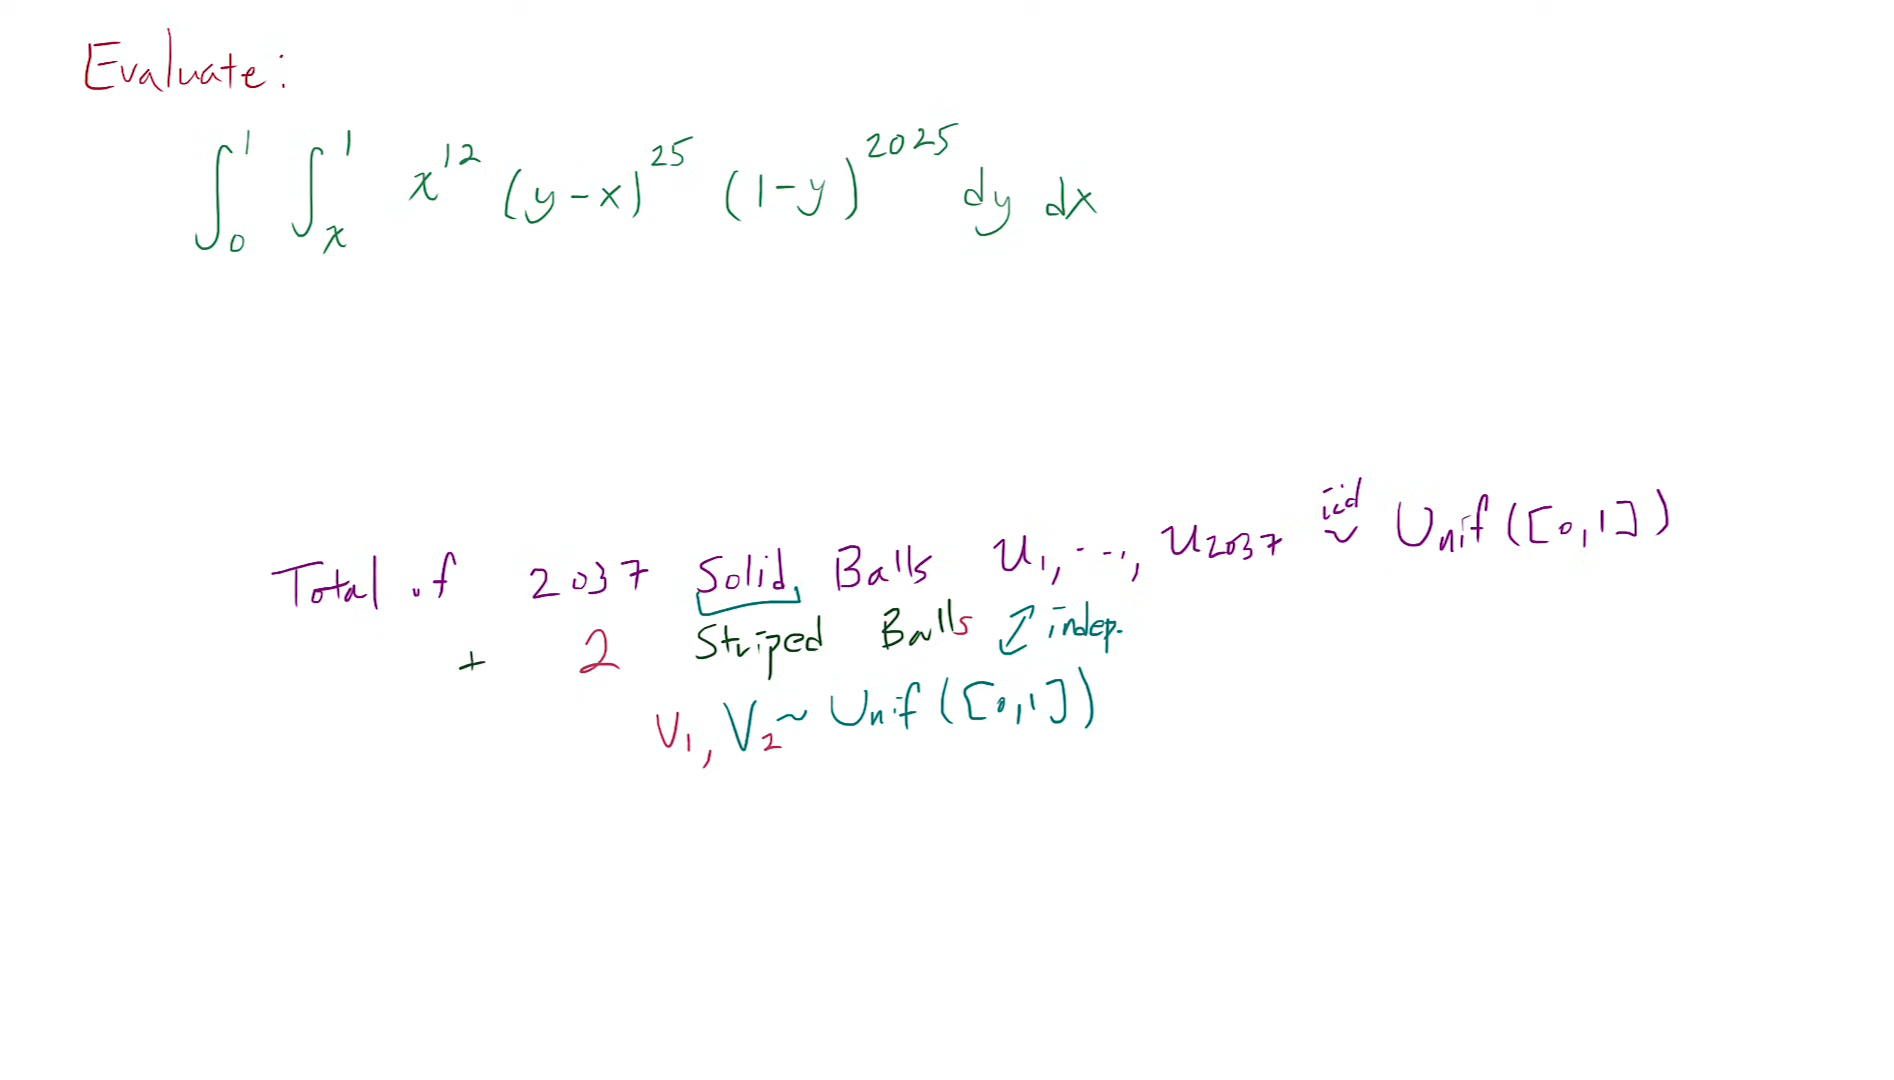 Evaluate:
∫₀¹ ∫ₓ¹ x¹² (y-x)²⁵ (1-y)²⁰²⁵ dy dx
Total of 2037 Solid Balls U₁, ..., U₂₀₃₇ iid ~ Unif([0,1])
+ 2 Striped Balls ↕ indep.
V₁, V₂ ~ Unif([0,1])